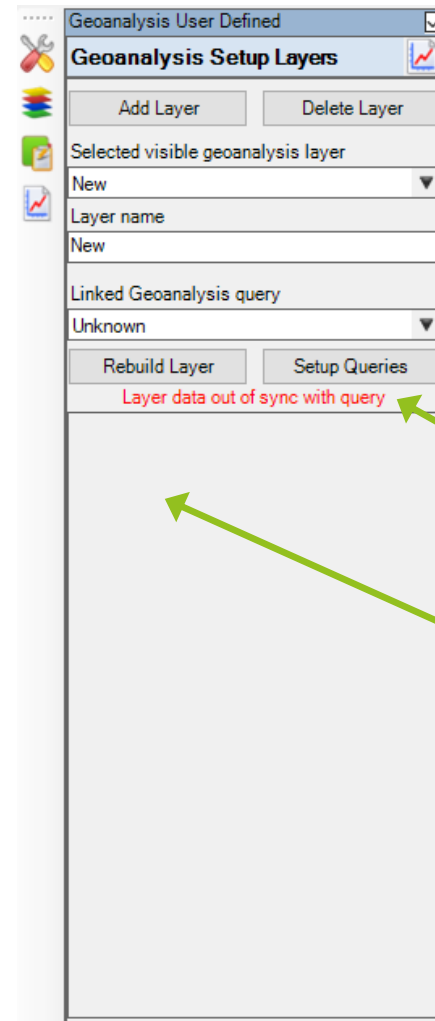 Geoanalysis User Defined
Geoanalysis Setup Layers
Add Layer Delete Layer
Selected visible geoanalysis layer
New
Layer name
New
Linked Geoanalysis query
Unknown
Rebuild Layer Setup Queries
Layer data out of sync with query